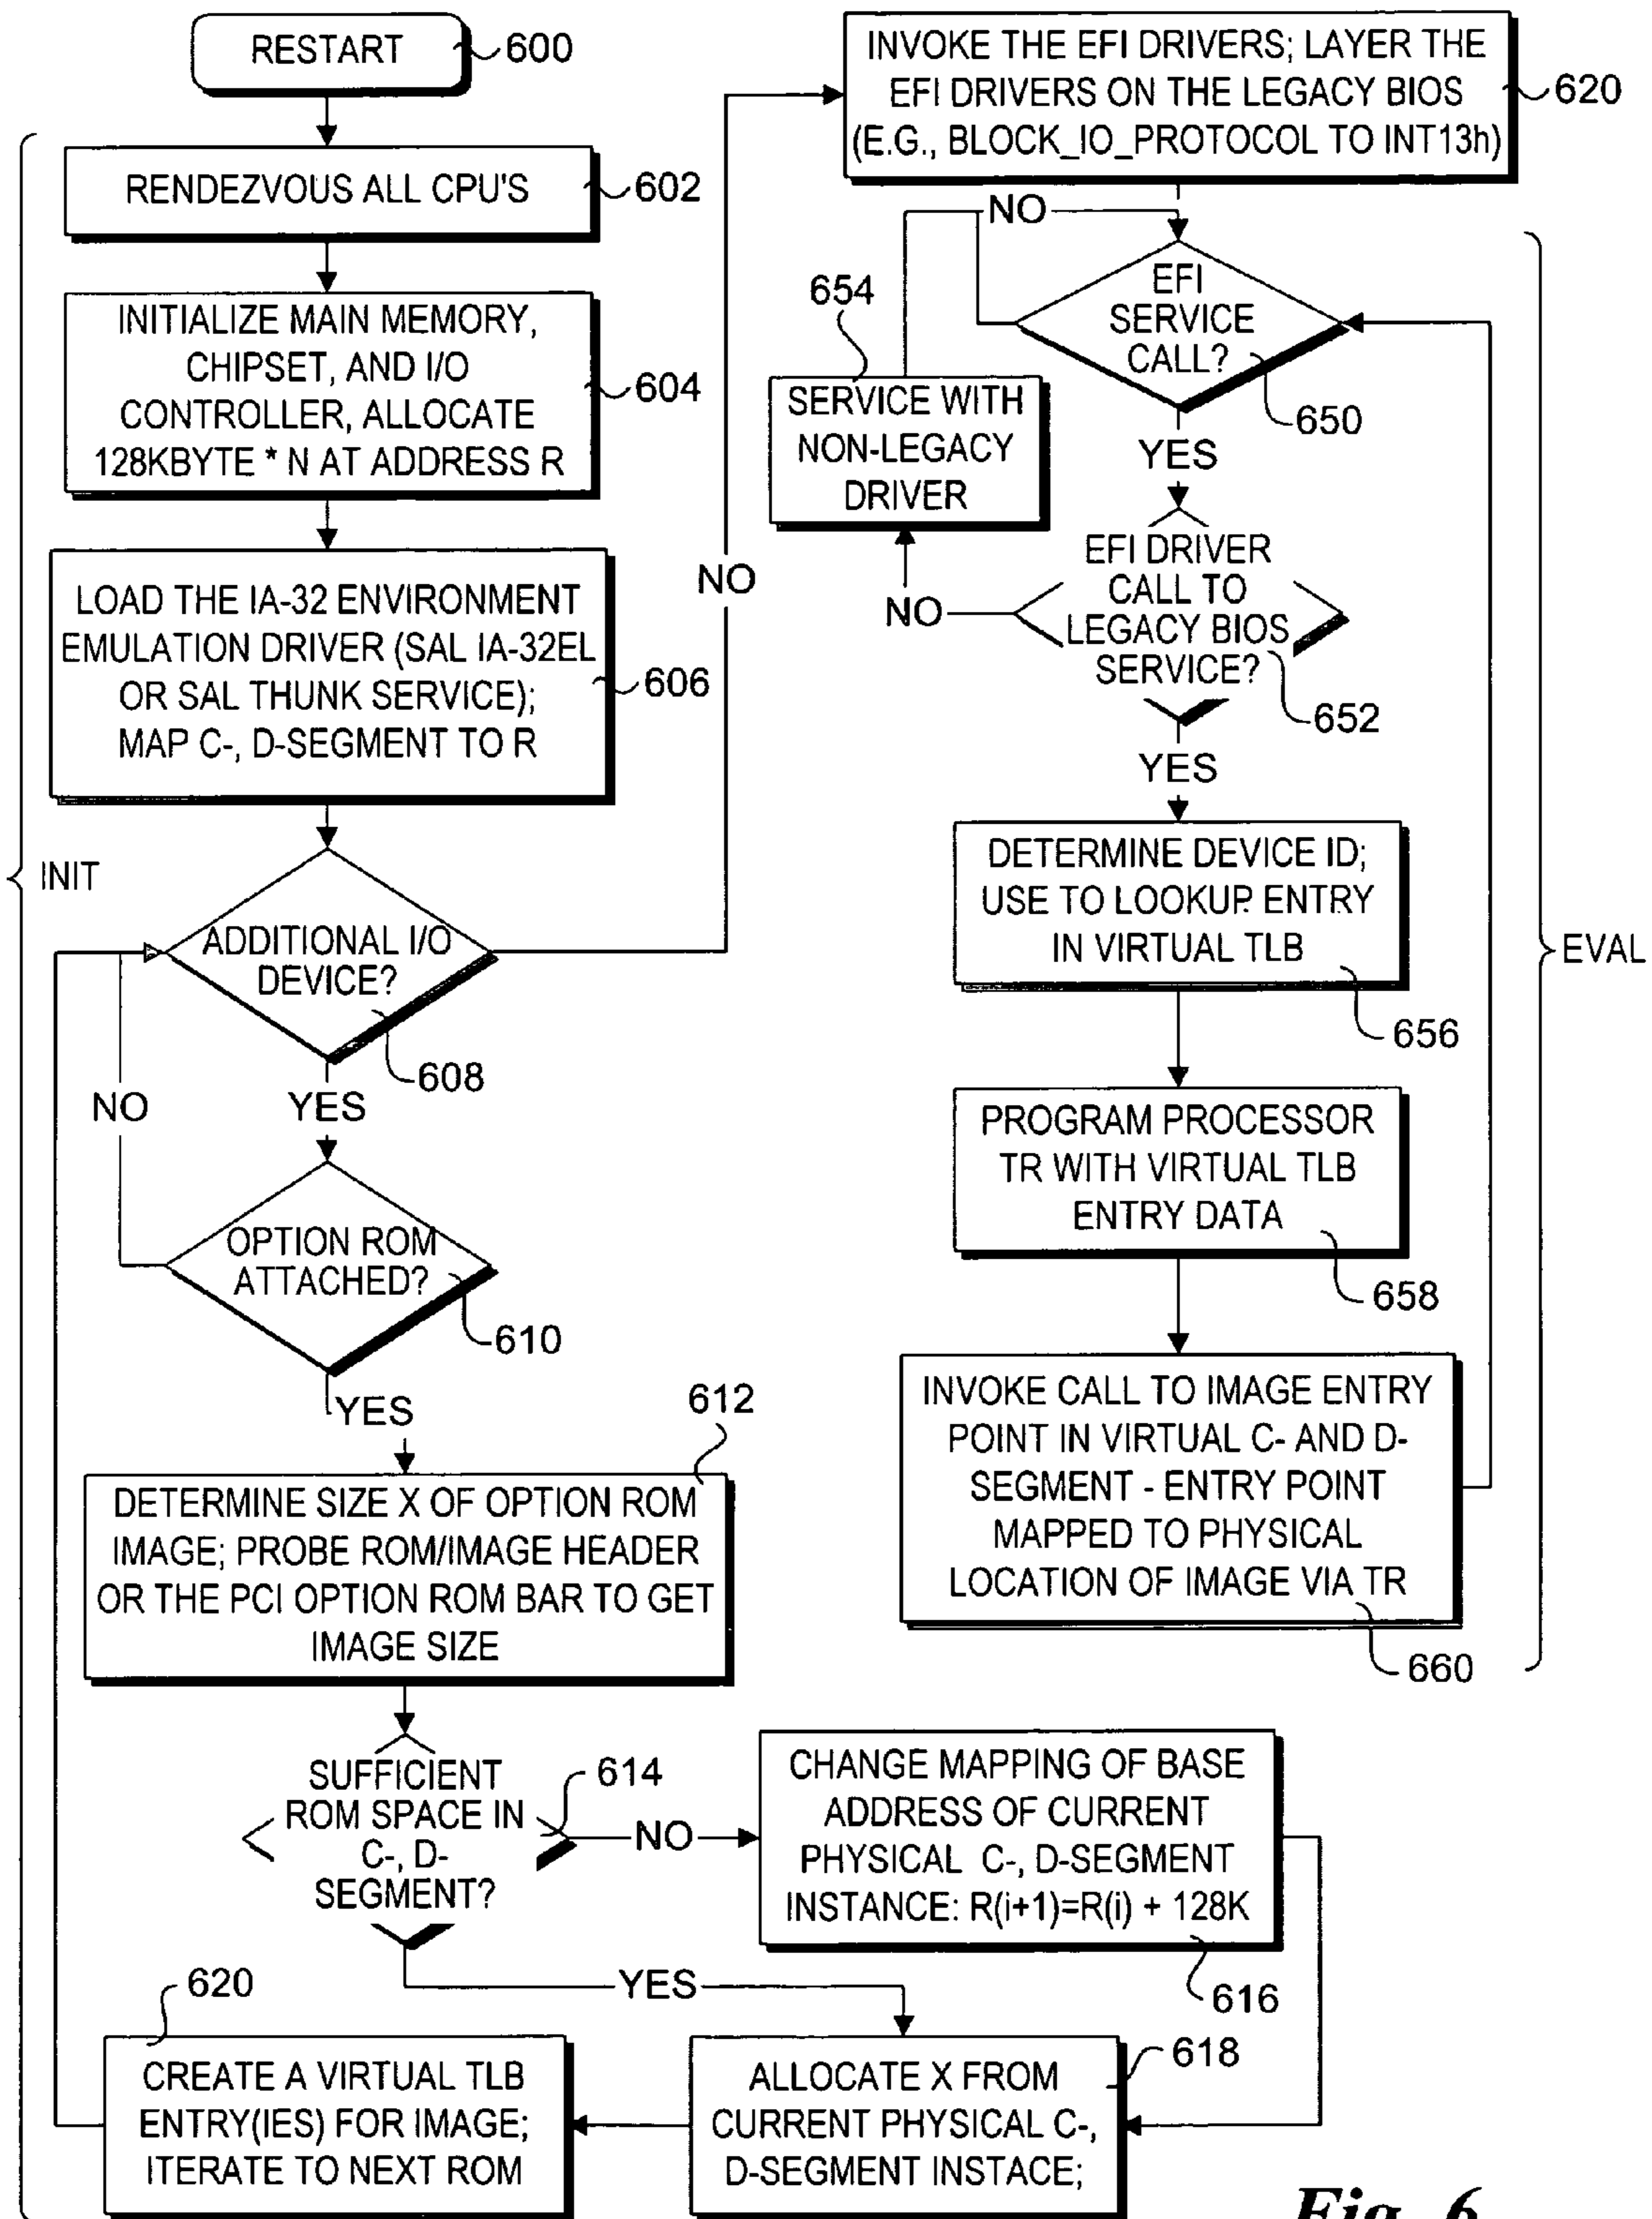 RESTART
600
RENDEZVOUS ALL CPU'S
602
INITIALIZE MAIN MEMORY,
CHIPSET, AND I/O
CONTROLLER, ALLOCATE
128KBYTE * N AT ADDRESS R
604
LOAD THE IA-32 ENVIRONMENT
EMULATION DRIVER (SAL IA-32EL
OR SAL THUNK SERVICE);
MAP C-, D-SEGMENT TO R
606
INIT
ADDITIONAL I/O
DEVICE?
608
NO
NO
YES
OPTION ROM
ATTACHED?
610
YES
612
DETERMINE SIZE X OF OPTION ROM
IMAGE; PROBE ROM/IMAGE HEADER
OR THE PCI OPTION ROM BAR TO GET
IMAGE SIZE
SUFFICIENT
ROM SPACE IN
C-, D-
SEGMENT?
614
NO
CHANGE MAPPING OF BASE
ADDRESS OF CURRENT
PHYSICAL C-, D-SEGMENT
INSTANCE: R(i+1)=R(i) + 128K
616
YES
618
ALLOCATE X FROM
CURRENT PHYSICAL C-,
D-SEGMENT INSTACE;
620
CREATE A VIRTUAL TLB
ENTRY(IES) FOR IMAGE;
ITERATE TO NEXT ROM
INVOKE THE EFI DRIVERS; LAYER THE
EFI DRIVERS ON THE LEGACY BIOS
(E.G., BLOCK_IO_PROTOCOL TO INT13h)
620
NO
EFI
SERVICE
CALL?
650
654
SERVICE WITH
NON-LEGACY
DRIVER
YES
EFI DRIVER
CALL TO
LEGACY BIOS
SERVICE?
652
NO
YES
DETERMINE DEVICE ID;
USE TO LOOKUP ENTRY
IN VIRTUAL TLB
656
EVAL
PROGRAM PROCESSOR
TR WITH VIRTUAL TLB
ENTRY DATA
658
INVOKE CALL TO IMAGE ENTRY
POINT IN VIRTUAL C- AND D-
SEGMENT - ENTRY POINT
MAPPED TO PHYSICAL
LOCATION OF IMAGE VIA TR
660
Fig. 6